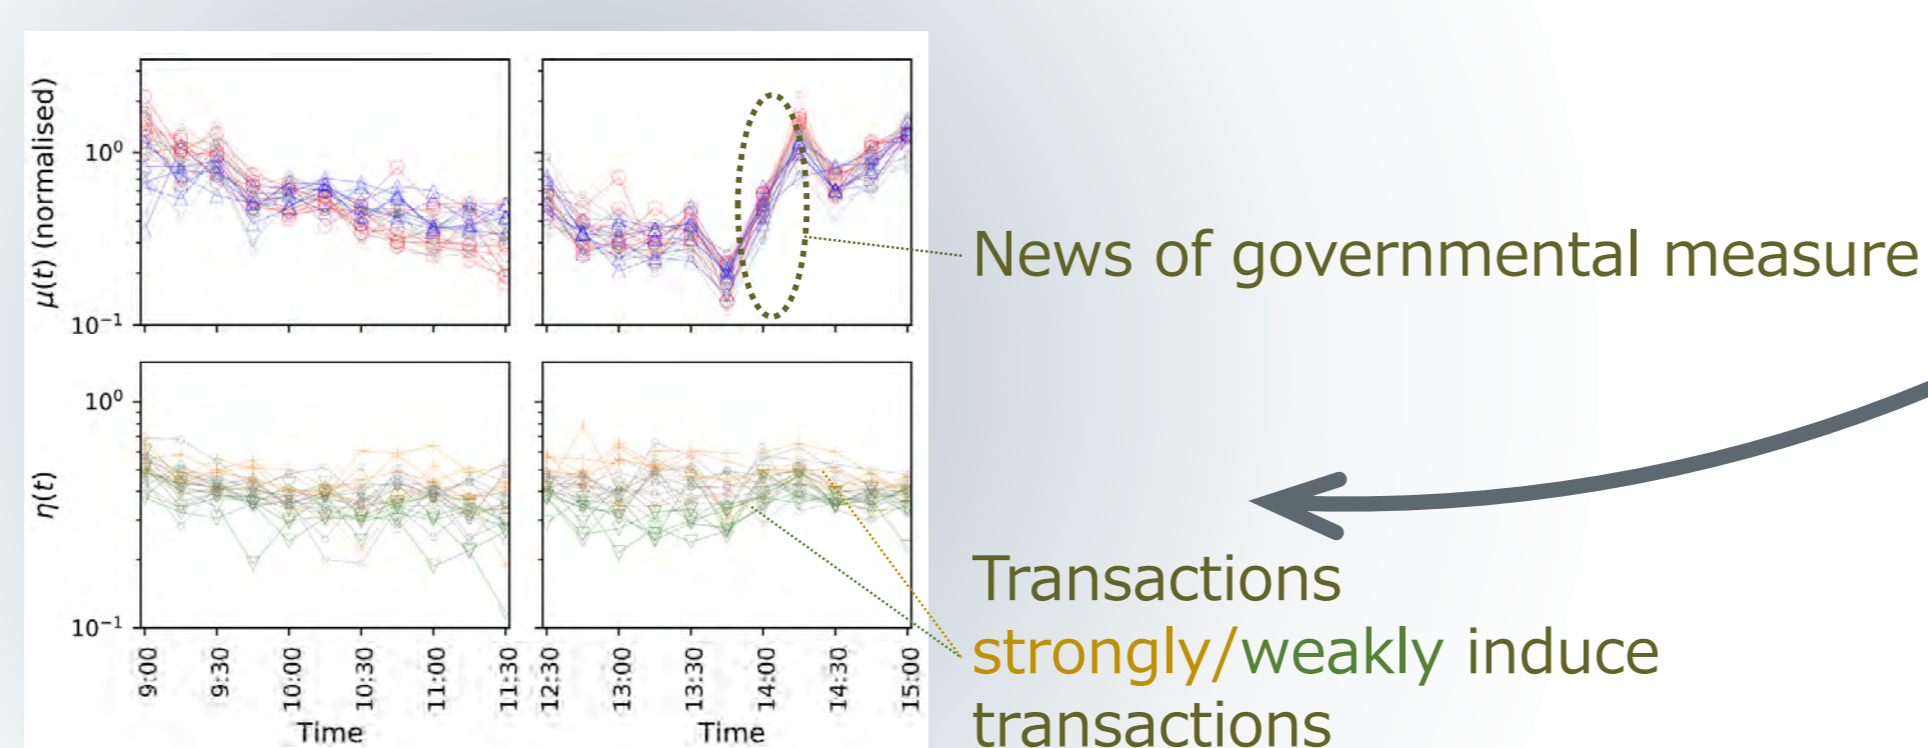 μ(t) (normalised)
10⁰
10⁻¹
News of governmental measure
η(t)
10⁰
10⁻¹
9:00
9:30
10:00
10:30
11:00
11:30
12:30
13:00
13:30
14:00
14:30
15:00
Time
Time
Transactions
strongly/weakly induce
transactions